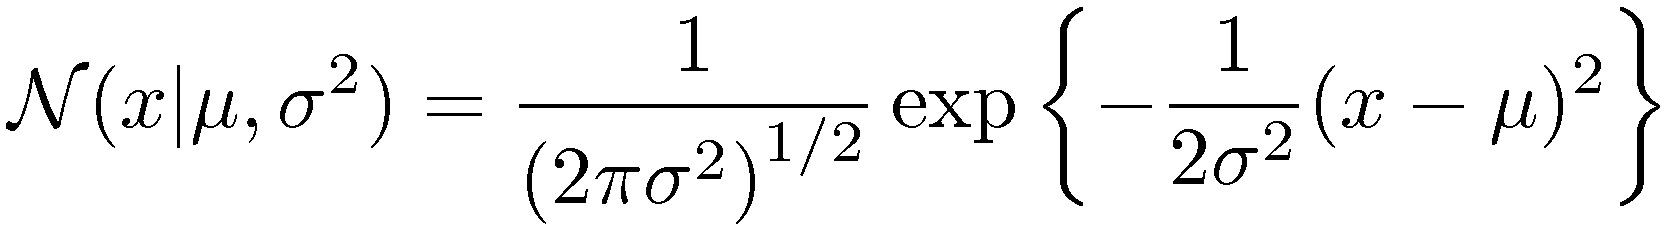 𝒩(x|μ, σ²) = 1/(2πσ²)^{1/2} exp{−1/(2σ²)(x − μ)²}